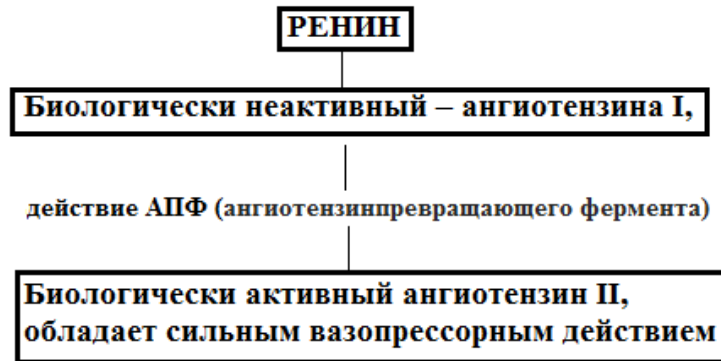 РЕНИН
Биологически неактивный – ангиотензина I,
действие АПФ (ангиотензинпревращающего фермента)
Биологически активный ангиотензин II,
обладает сильным вазопрессорным действием